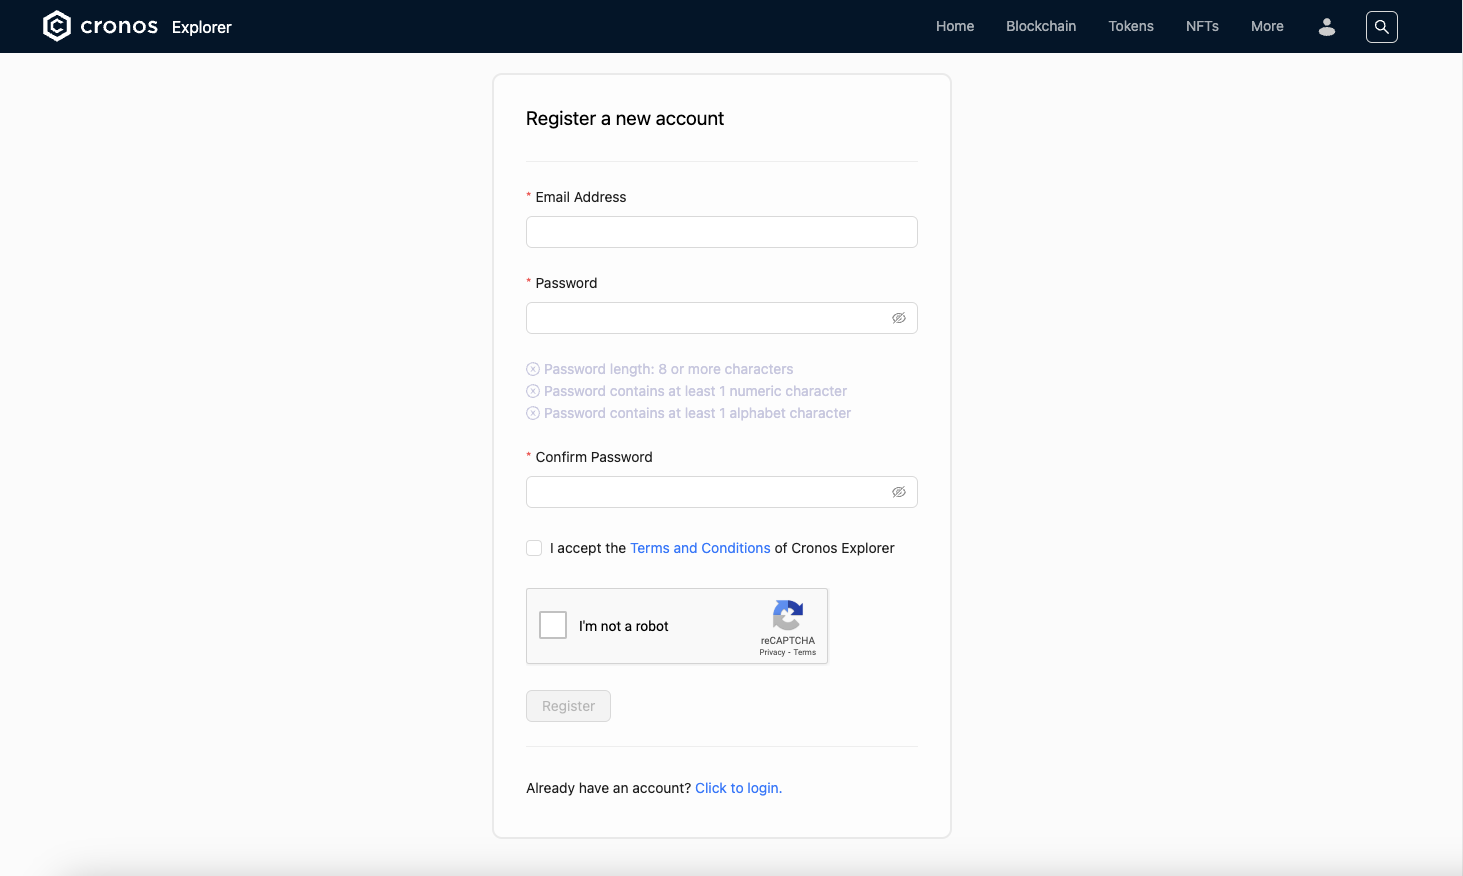 cronos Explorer Home Blockchain Tokens NFTs More
Register a new account
* Email Address
* Password
Password length: 8 or more characters
Password contains at least 1 numeric character
Password contains at least 1 alphabet character
* Confirm Password
I accept the Terms and Conditions of Cronos Explorer
I'm not a robot
reCAPTCHA
Privacy - Terms
Register
Already have an account? Click to login.